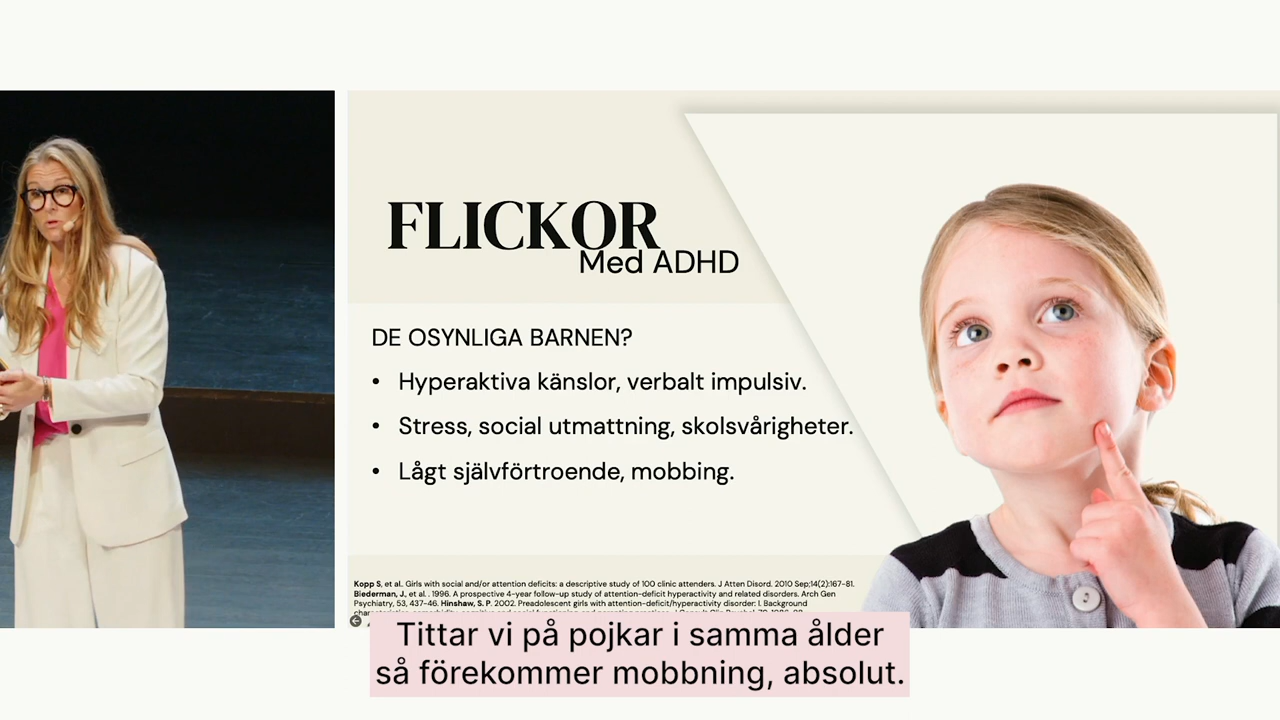 FLICKOR
Med ADHD
DE OSYNLIGA BARNEN?
• Hyperaktiva känslor, verbalt impulsiv.
• Stress, social utmattning, skolsvårigheter.
• Lågt självförtroende, mobbing.
Kopp S, et al. Girls with social and/or attention deficits: a descriptive study of 100 clinic attenders. J Atten Disord. 2010 Sep;14(2):167-81.
Biederman, J., et al. . 1996. A prospective 4-year follow-up study of attention-deficit hyperactivity and related disorders. Arch Gen
Psychiatry, 53, 437-46. Hinshaw, S. P. 2002. Preadolescent girls with attention-deficit/hyperactivity disorder: I. Background
Tittar vi på pojkar i samma ålder
så förekommer mobbning, absolut.